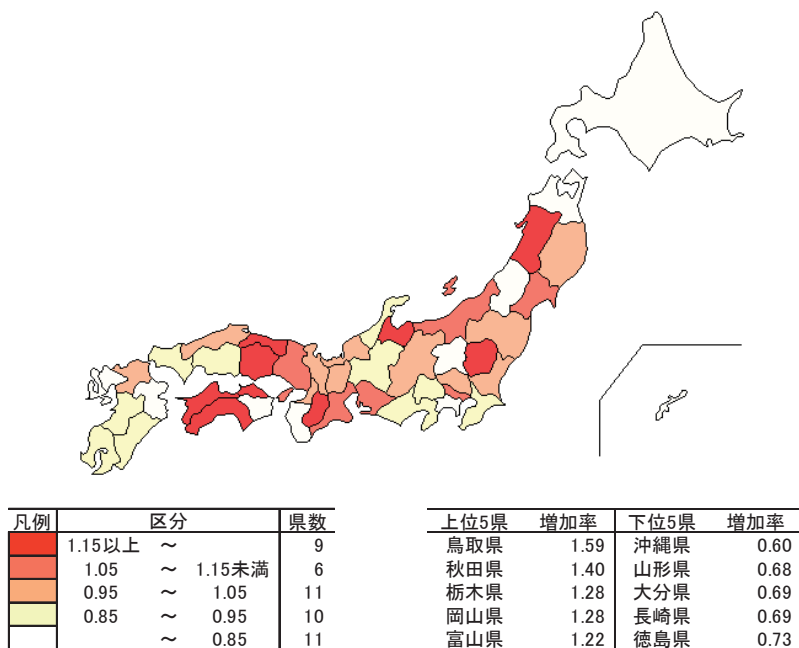 凡例 区分 県数
1.15以上 ～ 9
1.05 ～ 1.15未満 6
0.95 ～ 1.05 11
0.85 ～ 0.95 10
～ 0.85 11
上位5県 増加率 下位5県 増加率
鳥取県 1.59 沖縄県 0.60
秋田県 1.40 山形県 0.68
栃木県 1.28 大分県 0.69
岡山県 1.28 長崎県 0.69
富山県 1.22 徳島県 0.73